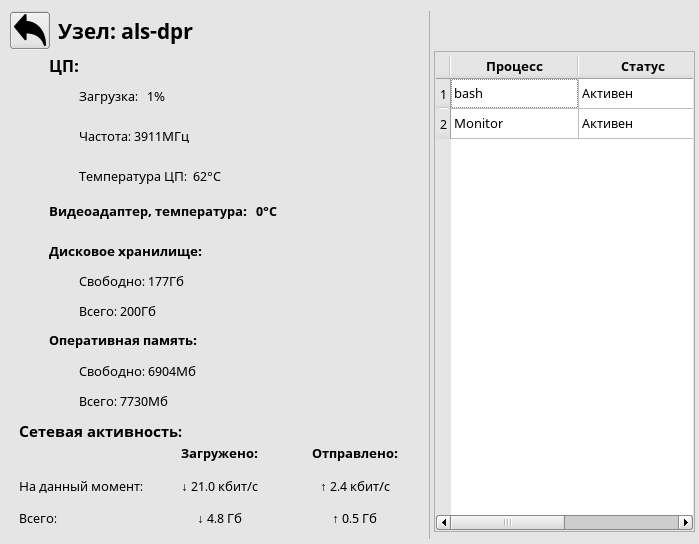 Узел: als-dpr
ЦП:
Загрузка: 1%
Частота: 3911МГц
Температура ЦП: 62°C
Видеоадаптер, температура: 0°C
Дисковое хранилище:
Свободно: 177Гб
Всего: 200Гб
Оперативная память:
Свободно: 6904Мб
Всего: 7730Мб
Сетевая активность:
Загружено: Отправлено:
На данный момент: ↓ 21.0 кбит/с ↑ 2.4 кбит/с
Всего: ↓ 4.8 Гб ↑ 0.5 Гб
Процесс Статус
1 bash Активен
2 Monitor Активен